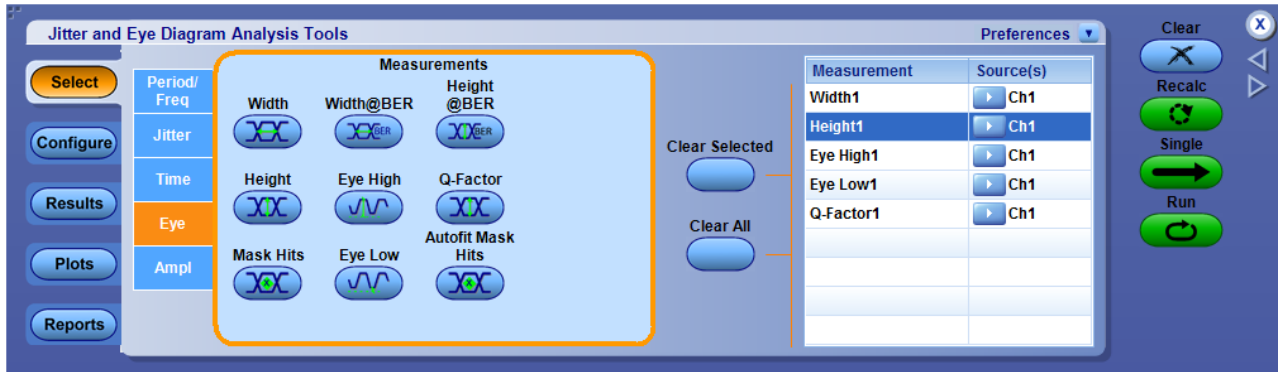 Jitter and Eye Diagram Analysis Tools
Preferences
Clear
X
Select
Configure
Results
Plots
Reports
Period/
Freq
Jitter
Time
Eye
Ampl
Measurements
Width
Width@BER
Height
@BER
BER
BER
Height
Eye High
Q-Factor
Mask Hits
Eye Low
Autofit Mask
Hits
X
X
Clear Selected
Clear All
Measurement Source(s)
Width1 Ch1
Height1 Ch1
Eye High1 Ch1
Eye Low1 Ch1
Q-Factor1 Ch1
Recalc
Single
Run